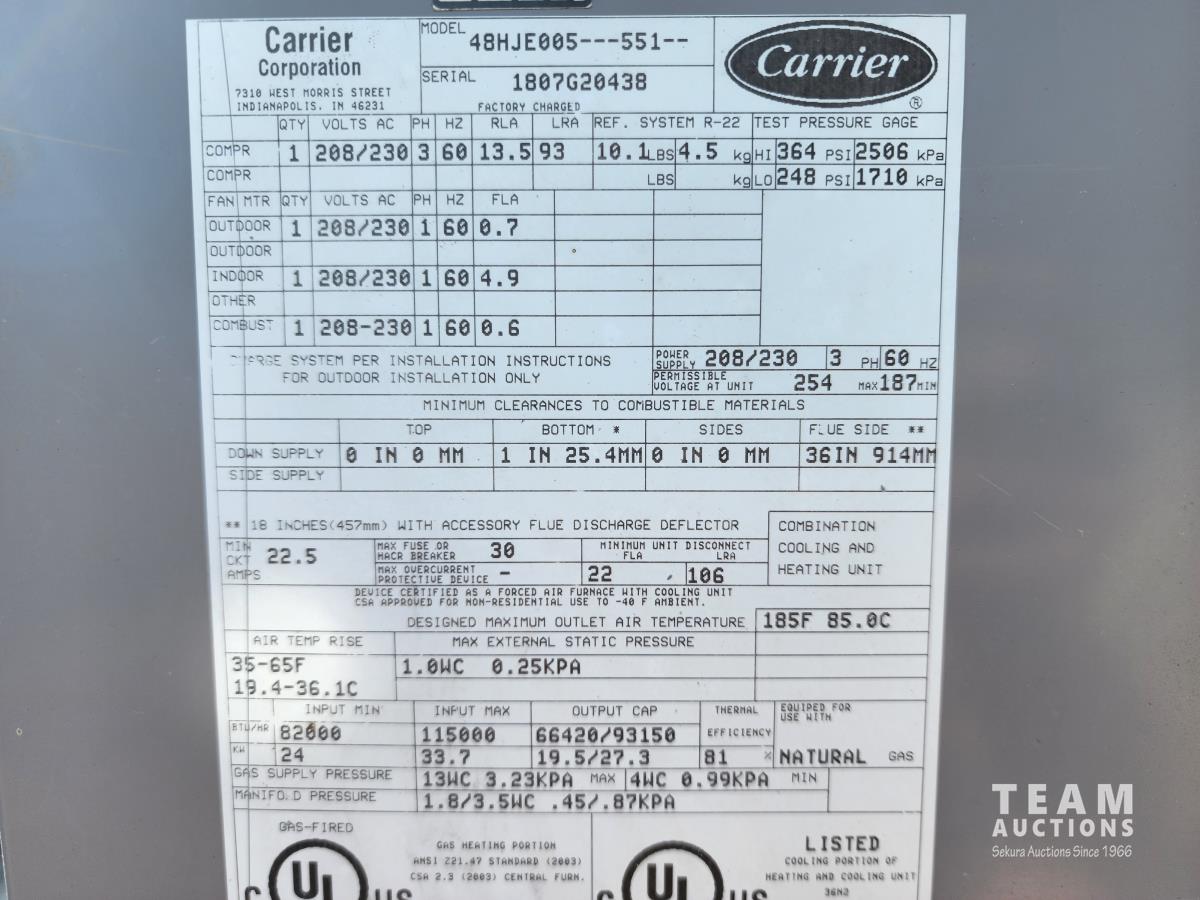 Carrier
Corporation
7310 WEST MORRIS STREET
INDIANAPOLIS, IN 46231
MODEL 48HJE005---551--
SERIAL 1807G20438
FACTORY CHARGED
Carrier ®
QTY VOLTS AC PH HZ RLA LRA REF. SYSTEM R-22 TEST PRESSURE GAGE
COMPR 1 208/230 3 60 13.5 93 10.1 LBS 4.5 kg HI 364 PSI 2506 kPa
COMPR LBS kg LO 248 PSI 1710 kPa
FAN MTR QTY VOLTS AC PH HZ FLA
OUTDOOR 1 208/230 1 60 0.7
OUTDOOR
INDOOR 1 208/230 1 60 4.9
OTHER
COMBUST 1 208-230 1 60 0.6
SYSTEM PER INSTALLATION INSTRUCTIONS
FOR OUTDOOR INSTALLATION ONLY
POWER SUPPLY 208/230 3 PH 60 HZ
PERMISSIBLE VOLTAGE AT UNIT 254 MAX 187 MIN
MINIMUM CLEARANCES TO COMBUSTIBLE MATERIALS
TOP BOTTOM * SIDES FLUE SIDE **
DOWN SUPPLY 0 IN 0 MM 1 IN 25.4MM 0 IN 0 MM 36IN 914MM
SIDE SUPPLY
** 18 INCHES(457mm) WITH ACCESSORY FLUE DISCHARGE DEFLECTOR
COMBINATION
COOLING AND
HEATING UNIT
MIN CKT AMPS 22.5
MAX FUSE OR HACR BREAKER 30
MAX OVERCURRENT PROTECTIVE DEVICE -
MINIMUM UNIT DISCONNECT
FLA LRA
22 106
DEVICE CERTIFIED AS A FORCED AIR FURNACE WITH COOLING UNIT
CSA APPROVED FOR NON-RESIDENTIAL USE TO -40 F AMBIENT.
DESIGNED MAXIMUM OUTLET AIR TEMPERATURE 185F 85.0C
AIR TEMP RISE MAX EXTERNAL STATIC PRESSURE
35-65F 1.0WC 0.25KPA
19.4-36.1C
INPUT MIN INPUT MAX OUTPUT CAP THERMAL EFFICIENCY EQUIPED FOR USE WITH
BTU/HR 82000 115000 66420/93150
KW 24 33.7 19.5/27.3 81 % NATURAL GAS
GAS SUPPLY PRESSURE 13WC 3.23KPA MAX 4WC 0.99KPA MIN
MANIFOLD PRESSURE 1.8/3.5WC .45/.87KPA
GAS-FIRED
C UL US
GAS HEATING PORTION
ANSI Z21.47 STANDARD (2003)
CSA 2.3 (2003) CENTRAL FURN.
C UL US
LISTED
COOLING PORTION OF
HEATING AND COOLING UNIT
36N2
TEAM
AUCTIONS
Sekura Auctions Since 1966